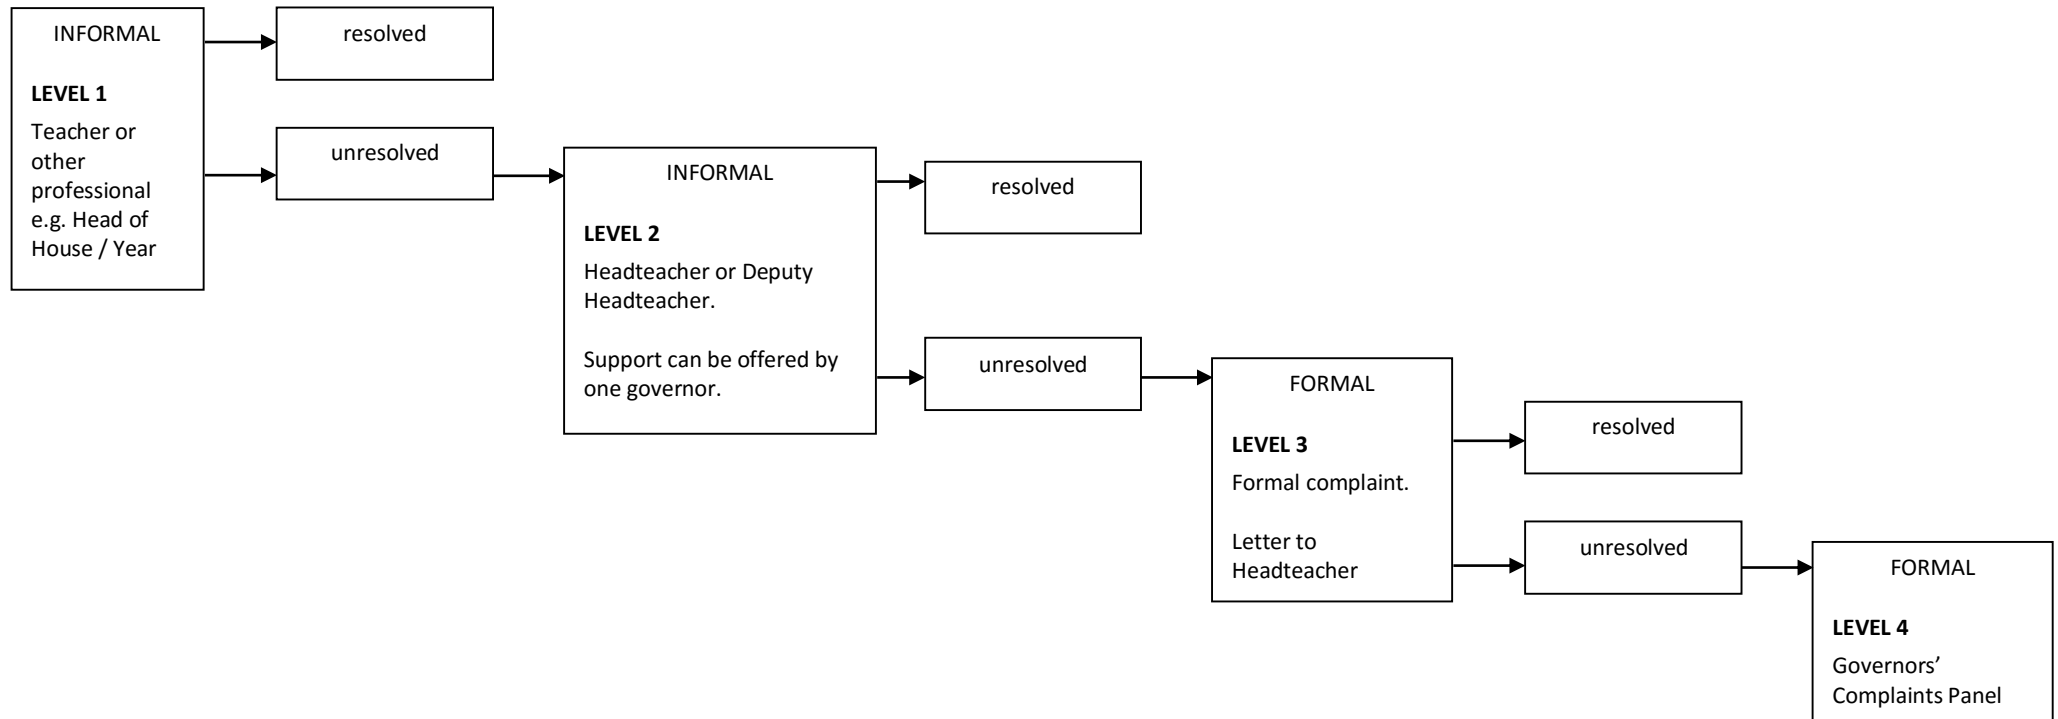 INFORMAL
LEVEL 1
Teacher or
other
professional
e.g. Head of
House / Year
resolved
unresolved
INFORMAL
LEVEL 2
Headteacher or Deputy
Headteacher.
Support can be offered by
one governor.
resolved
unresolved
FORMAL
LEVEL 3
Formal complaint.
Letter to
Headteacher
resolved
unresolved
FORMAL
LEVEL 4
Governors’
Complaints Panel